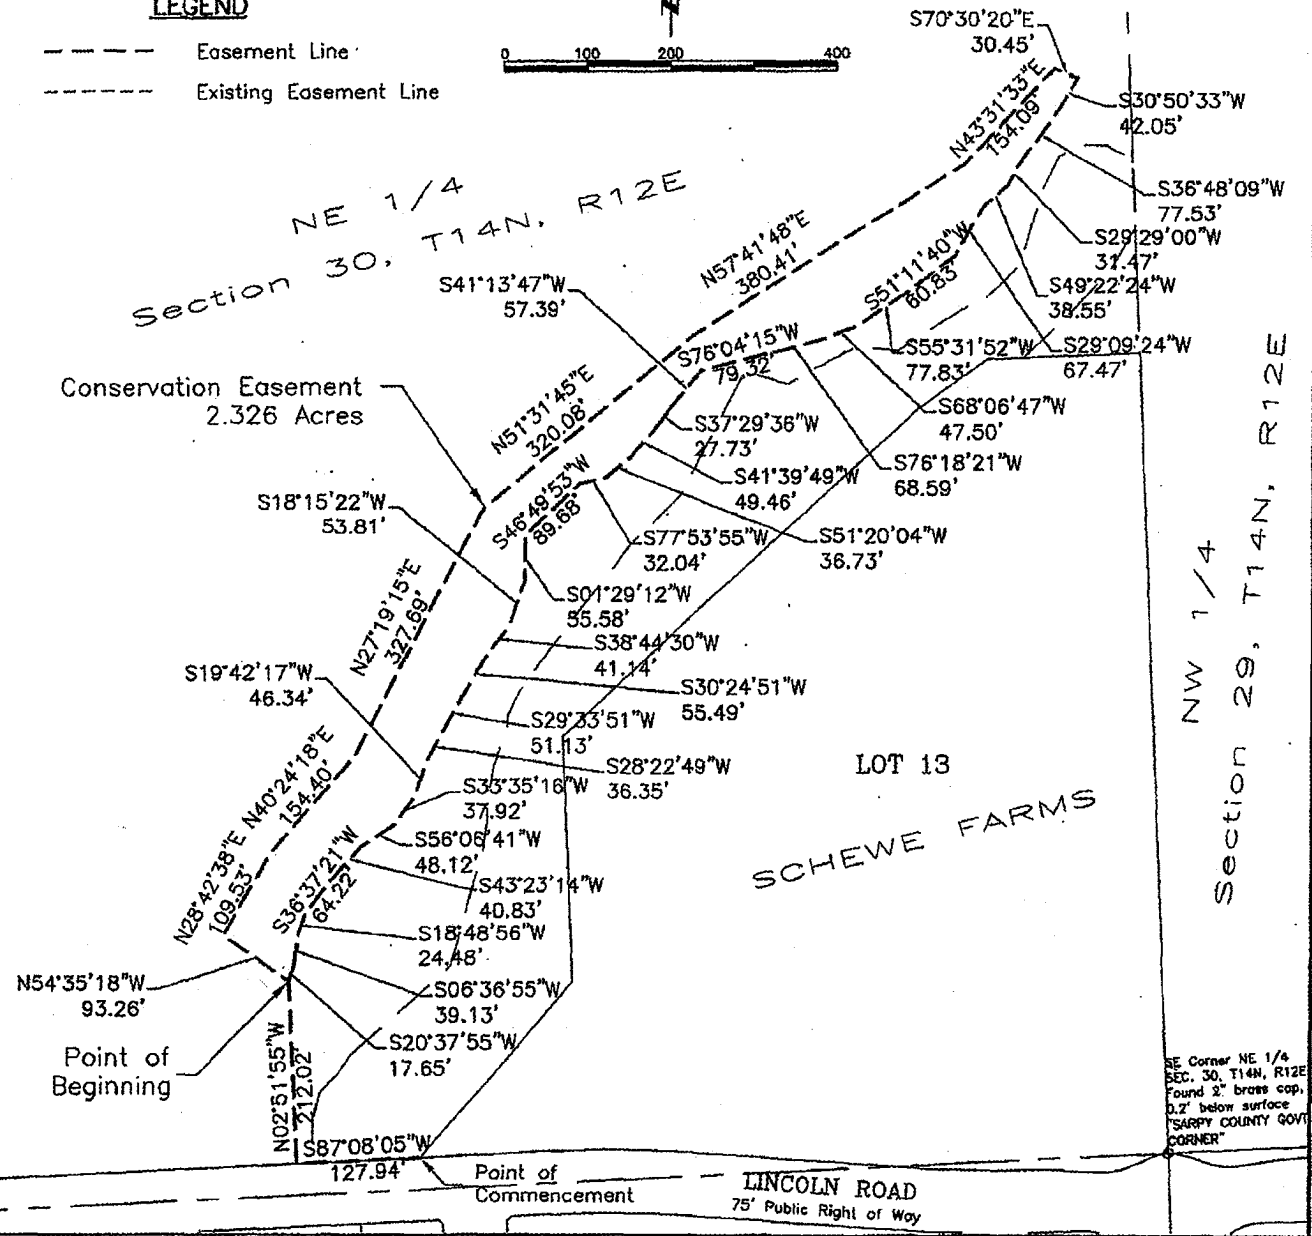 LEGEND
Easement Line
Existing Easement Line
0 100 200 400
S70°30'20"E
30.45'
N43°31'33"E
154.09'
S30°50'33"W
42.05'
S36°48'09"W
77.53'
S29°29'00"W
31.47'
S49°22'24"W
38.55'
S29°09'24"W
67.47'
S51°11'40"W
60.83'
S55°31'52"W
77.83'
S68°06'47"W
47.50'
S76°18'21"W
68.59'
S76°04'15"W
79.32'
N57°41'48"E
380.41'
NE 1/4
Section 30, T14N, R12E
S41°13'47"W
57.39'
Conservation Easement
2.326 Acres
N51°31'45"E
320.08'
S37°29'36"W
27.73'
S41°39'49"W
49.46'
S51°20'04"W
36.73'
S77°53'55"W
32.04'
S46°49'53"W
89.68'
S18°15'22"W
53.81'
S01°29'12"W
55.58'
S38°44'30"W
41.14'
S30°24'51"W
55.49'
N27°19'15"E
327.69'
S19°42'17"W
46.34'
S29°33'51"W
51.13'
S28°22'49"W
36.35'
S33°35'16"W
37.92'
S56°06'41"W
48.12'
S43°23'14"W
40.83'
N28°42'38"E N40°24'18"E
109.53' 154.40'
S36°37'21"W
64.22'
S18°48'56"W
24.48'
S06°36'55"W
39.13'
S20°37'55"W
17.65'
N54°35'18"W
93.26'
Point of
Beginning
N02°51'55"W
212.02'
S87°08'05"W
127.94'
Point of
Commencement
LOT 13
SCHEWE FARMS
NW 1/4
Section 29, T14N, R12E
SE Corner NE 1/4
SEC. 30, T14N, R12E
Found 2" brass cap,
0.2' below surface
"SARPY COUNTY GOVT
CORNER"
LINCOLN ROAD
75' Public Right of Way